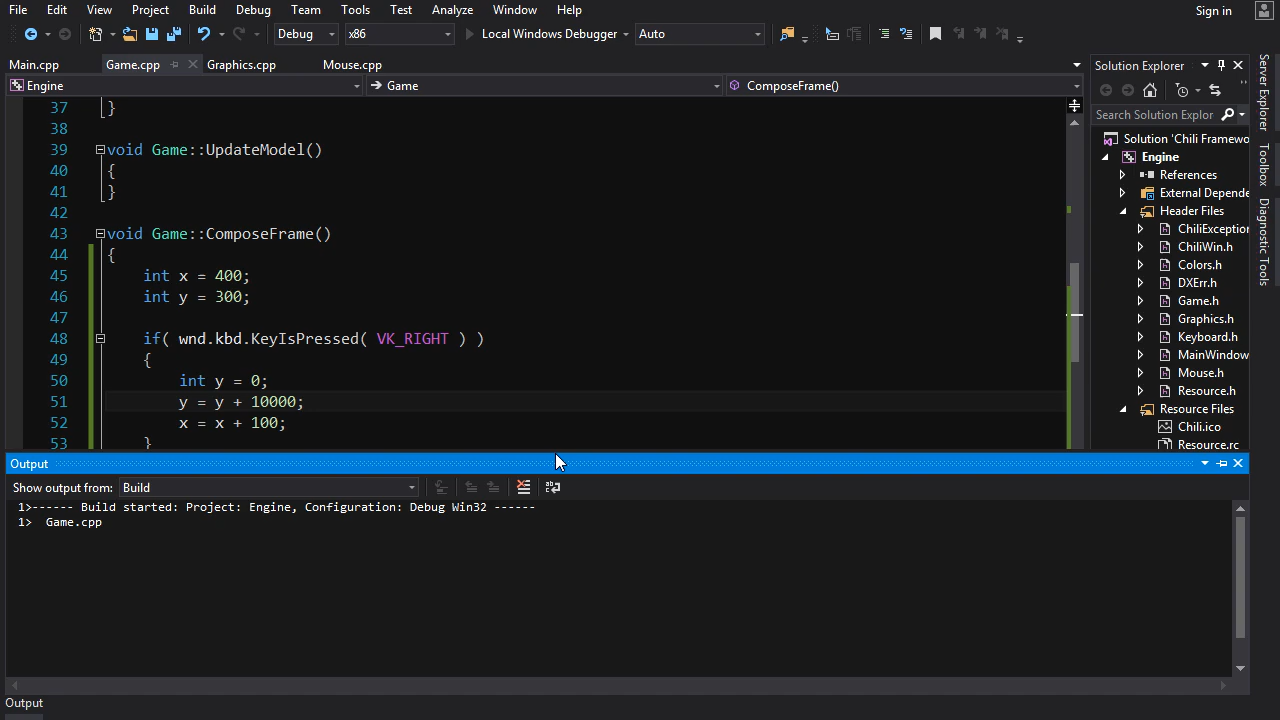 File Edit View Project Build Debug Team Tools Test Analyze Window Help
Sign in
Debug x86 Local Windows Debugger Auto
Main.cpp Game.cpp Graphics.cpp Mouse.cpp
Engine Game ComposeFrame()
37 }
38
39 void Game::UpdateModel()
40 {
41 }
42
43 void Game::ComposeFrame()
44 {
45 int x = 400;
46 int y = 300;
47
48 if( wnd.kbd.KeyIsPressed( VK_RIGHT ) )
49 {
50 int y = 0;
51 y = y + 10000;
52 x = x + 100;
53 }
Solution Explorer
Search Solution Explor
Solution 'Chili Framewo
Engine
References
External Depende
Header Files
ChiliException
ChiliWin.h
Colors.h
DXErr.h
Game.h
Graphics.h
Keyboard.h
MainWindow
Mouse.h
Resource.h
Resource Files
Chili.ico
Resource.rc
Server Explorer
Toolbox
Diagnostic Tools
Output
Show output from: Build
1>------ Build started: Project: Engine, Configuration: Debug Win32 ------
1> Game.cpp
Output